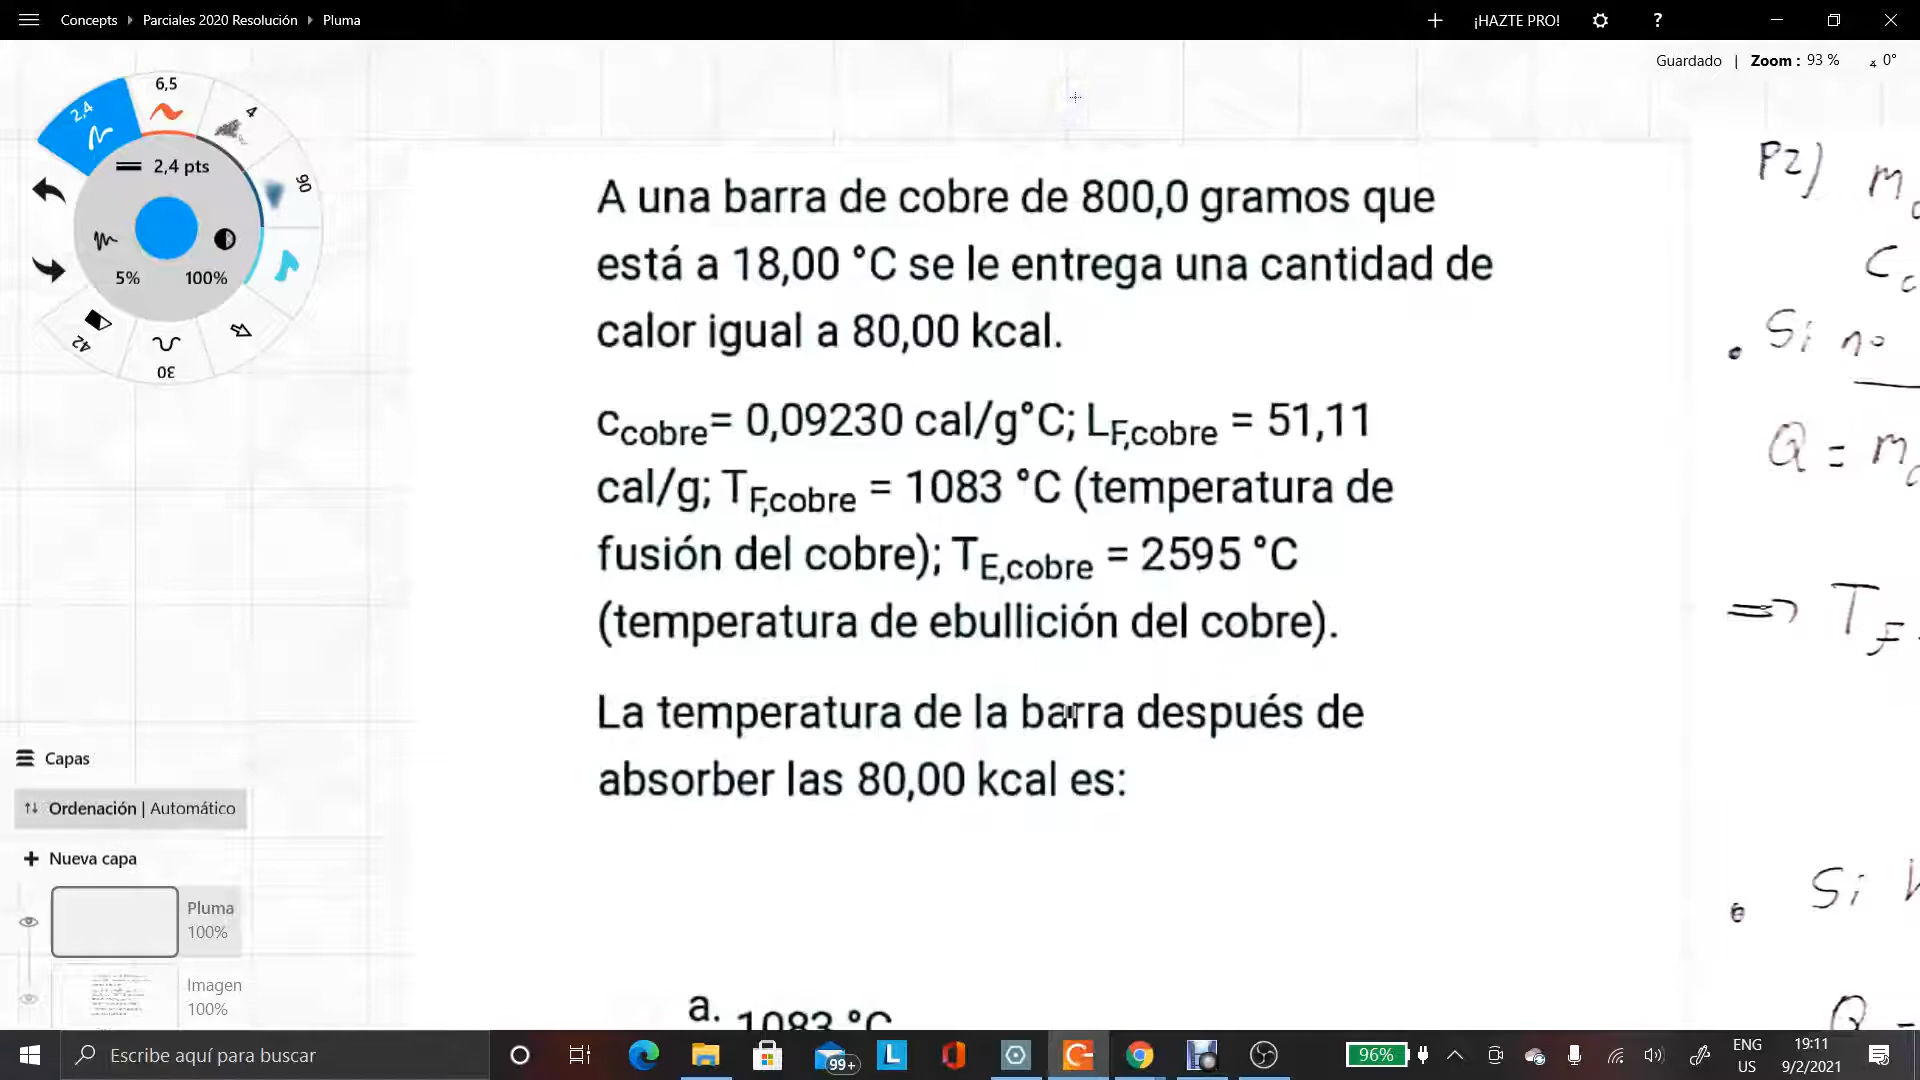 Concepts
Parciales 2020 Resolución
Pluma
¡HAZTE PRO!
?
Guardado | Zoom : 93 % 0°
6,5
2,4
4
90
2,4 pts
5% 100%
42
30
A una barra de cobre de 800,0 gramos que
está a 18,00 °C se le entrega una cantidad de
calor igual a 80,00 kcal.
c cobre= 0,09230 cal/g°C; L F,cobre = 51,11
cal/g; T F,cobre = 1083 °C (temperatura de
fusión del cobre); T E,cobre = 2595 °C
(temperatura de ebullición del cobre).
La temperatura de la barra después de
absorber las 80,00 kcal es:
a. 1083 °C
P2) m
C c
• Si no
Q = m
=> T F
• Si
Q =
Capas
Ordenación | Automático
+ Nueva capa
Pluma
100%
Imagen
100%
Escribe aquí para buscar
99+
L
96%
ENG
US
19:11
9/2/2021